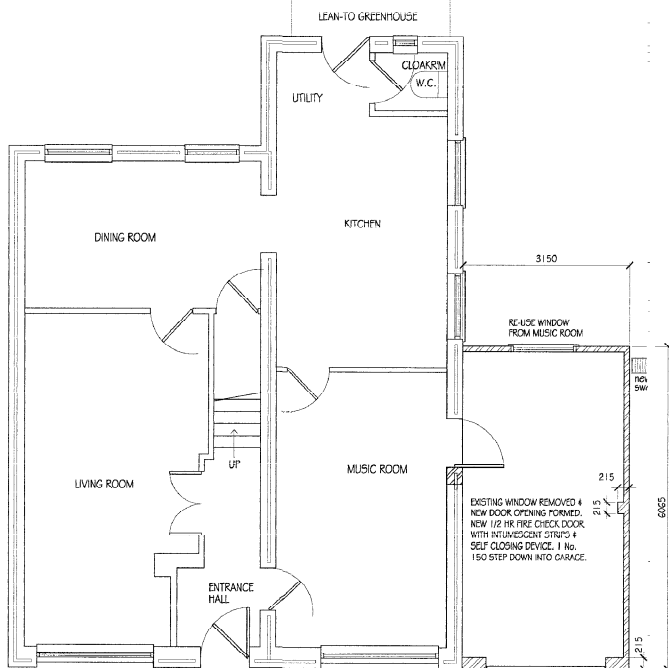 LEAN-TO GREENHOUSE
CLOAKR'M
W.C.
UTILITY
DINING ROOM
KITCHEN
3150
RE-USE WINDOW
FROM MUSIC ROOM
new
UP
MUSIC ROOM
LIVING ROOM
215
215
6065
EXISTING WINDOW REMOVED &
NEW DOOR OPENING FORMED.
NEW 1/2 HR FIRE CHECK DOOR
WITH INTUMESCENT STRIPS &
SELF CLOSING DEVICE. 1 No.
150 STEP DOWN INTO GARAGE.
ENTRANCE
HALL
215